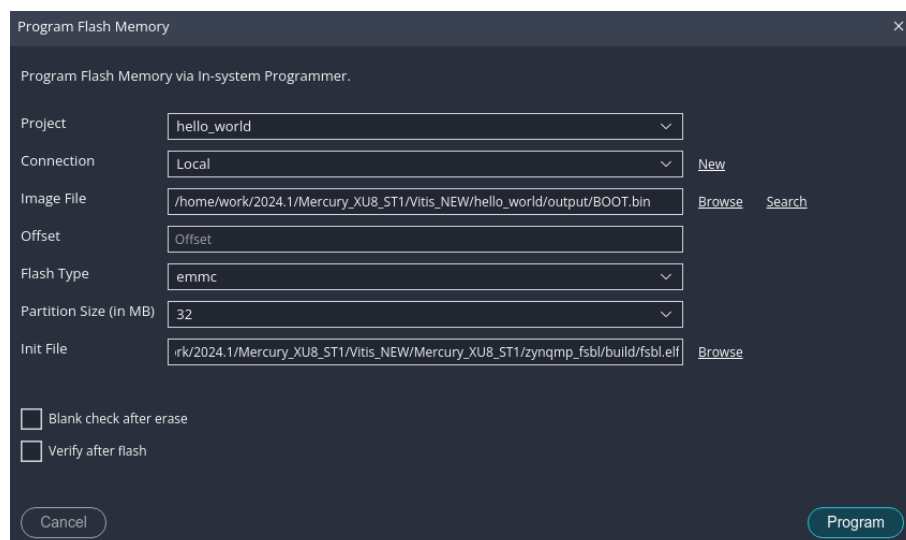 Program Flash Memory
Program Flash Memory via In-system Programmer.
Project hello_world
Connection Local New
Image File /home/work/2024.1/Mercury_XU8_ST1/Vitis_NEW/hello_world/output/BOOT.bin Browse Search
Offset Offset
Flash Type emmc
Partition Size (in MB) 32
Init File rk/2024.1/Mercury_XU8_ST1/Vitis_NEW/Mercury_XU8_ST1/zynqmp_fsbl/build/fsbl.elf Browse
Blank check after erase
Verify after flash
Cancel Program